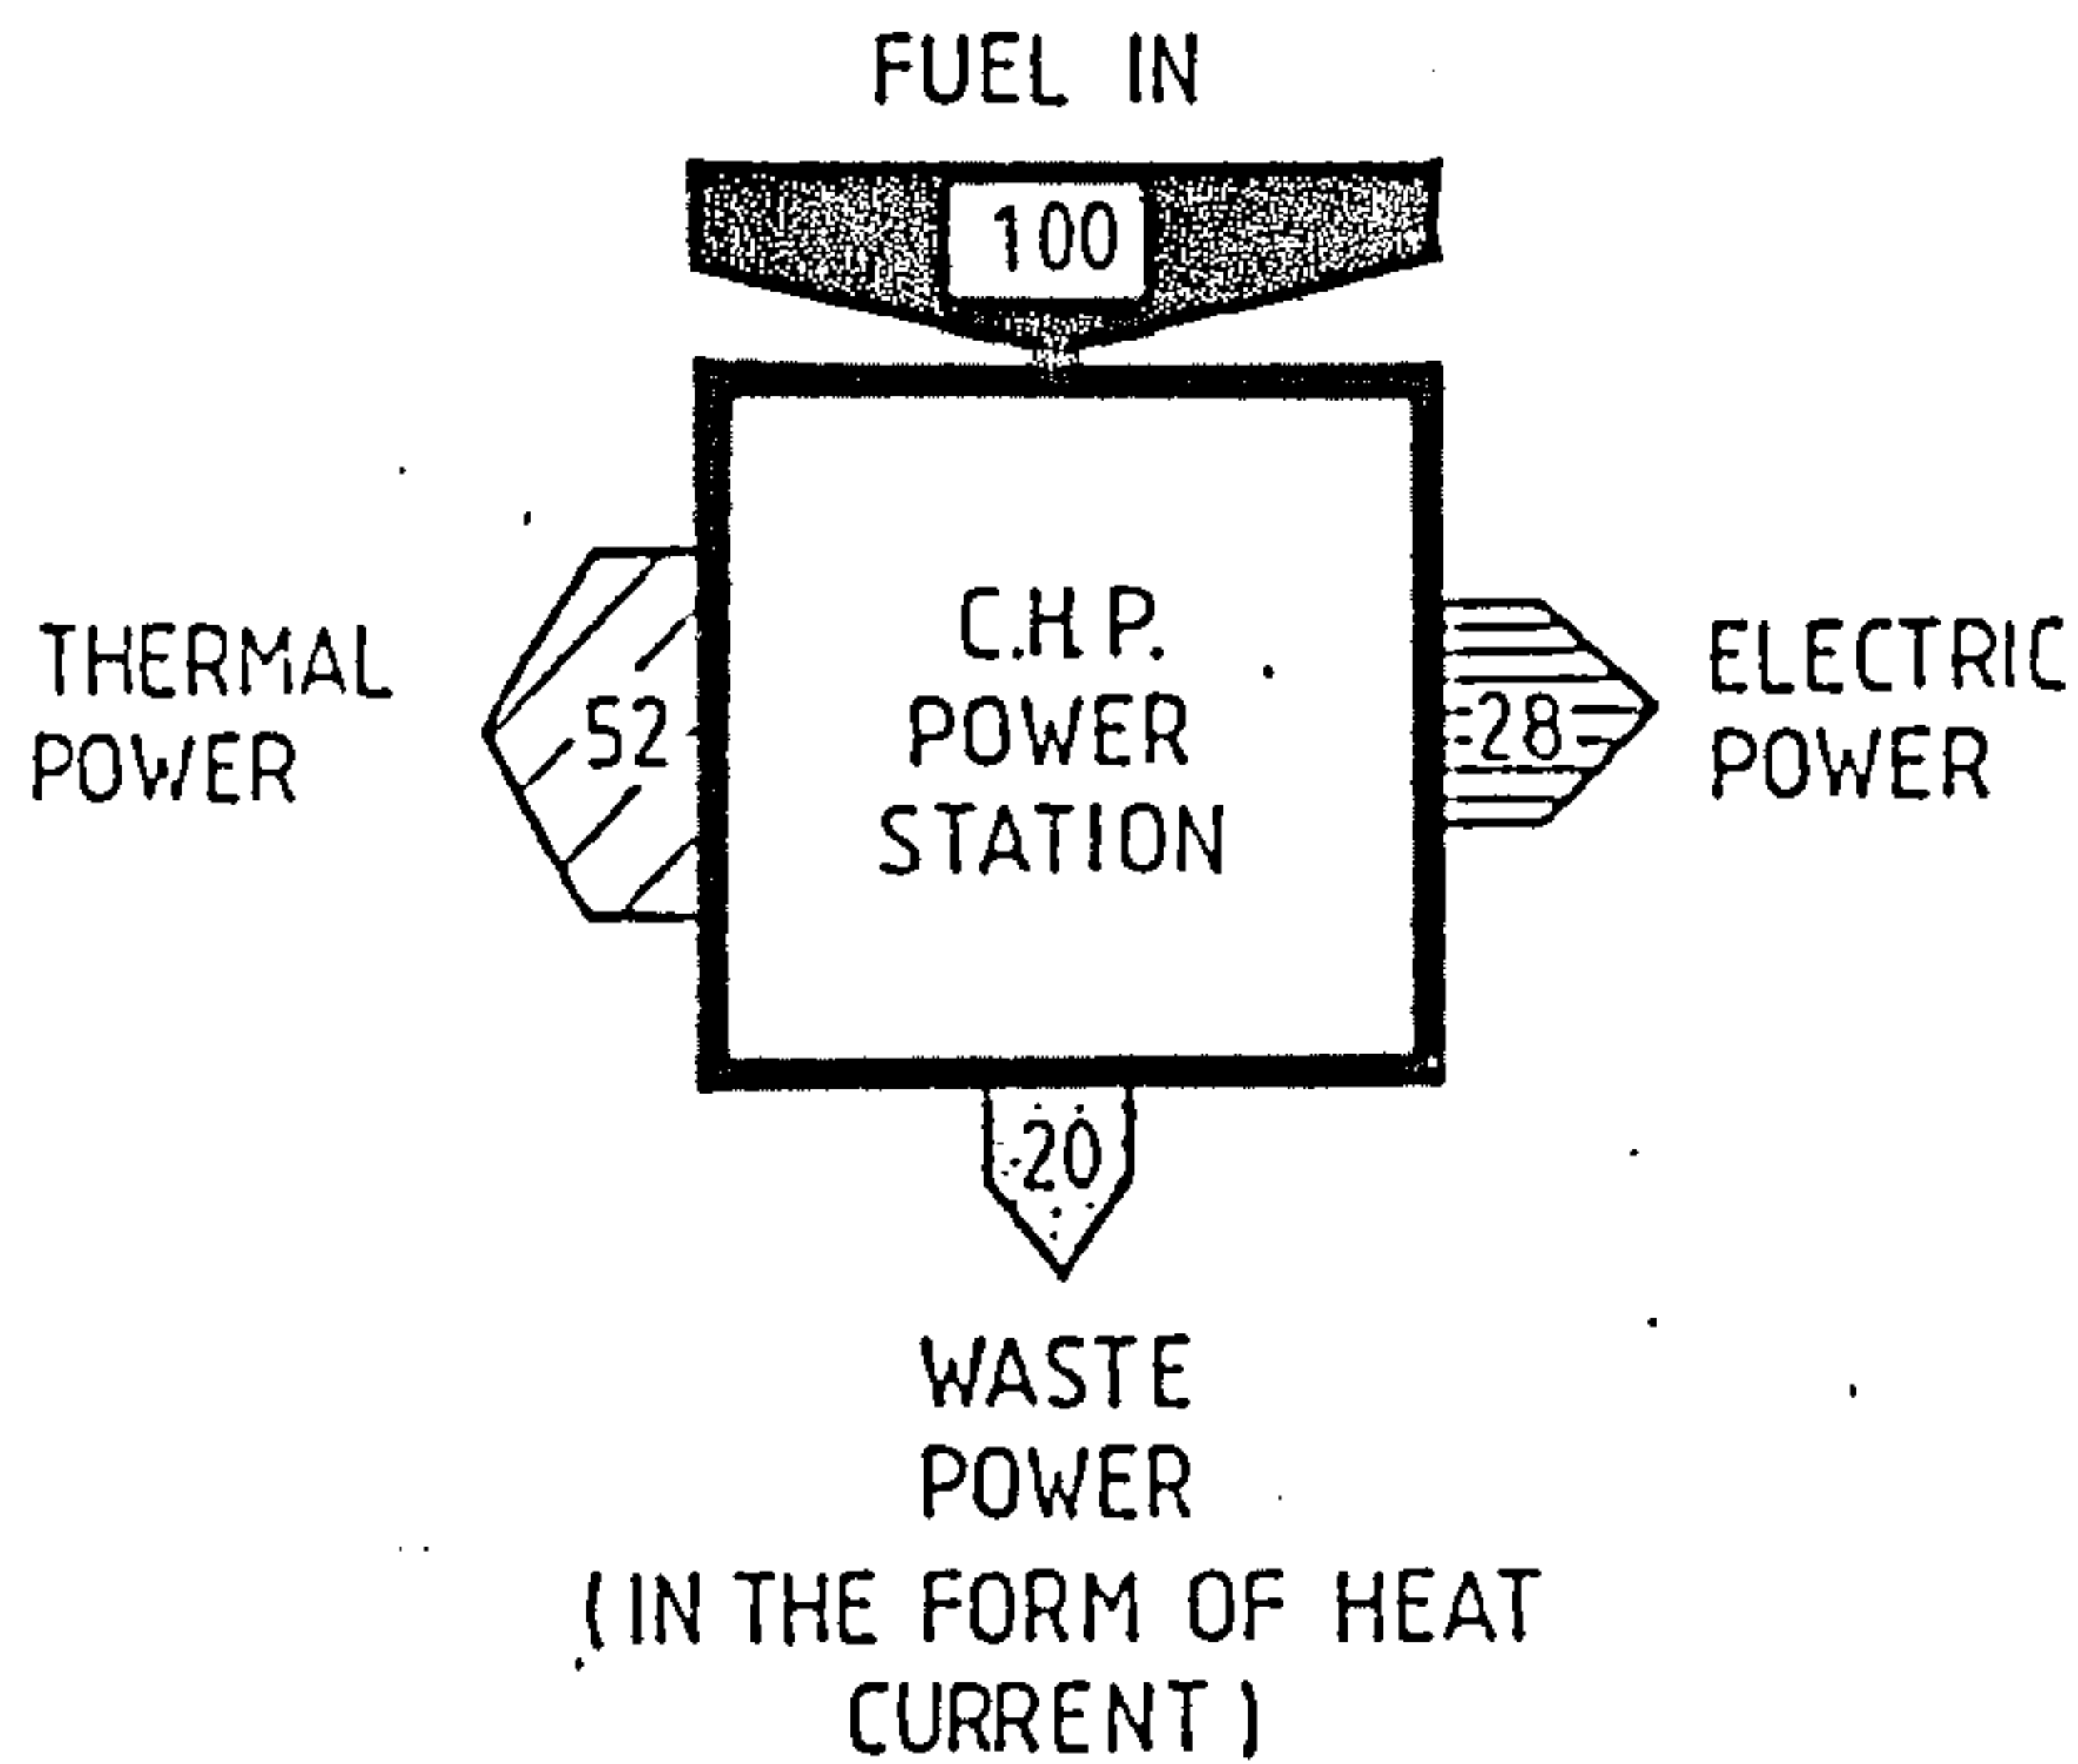 FUEL IN
100
THERMAL
POWER
52
C.H.P.
POWER
STATION
28
ELECTRIC
POWER
20
WASTE
POWER
(IN THE FORM OF HEAT
CURRENT)